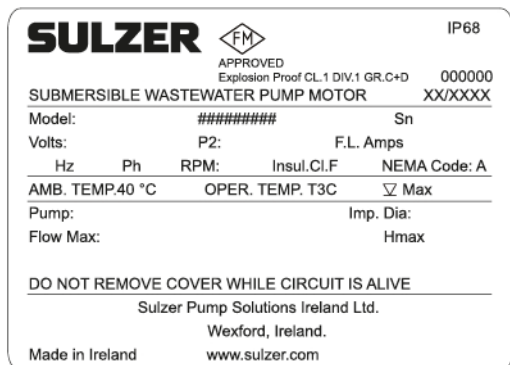 SULZER FM IP68
APPROVED
Explosion Proof CL.1 DIV.1 GR.C+D 000000
SUBMERSIBLE WASTEWATER PUMP MOTOR XX/XXXX
Model: ######### Sn
Volts: P2: F.L. Amps
Hz Ph RPM: Insul.Cl.F NEMA Code: A
AMB. TEMP.40 °C OPER. TEMP. T3C ▽ Max
Pump: Imp. Dia:
Flow Max: Hmax
DO NOT REMOVE COVER WHILE CIRCUIT IS ALIVE
Sulzer Pump Solutions Ireland Ltd.
Wexford, Ireland.
Made in Ireland www.sulzer.com